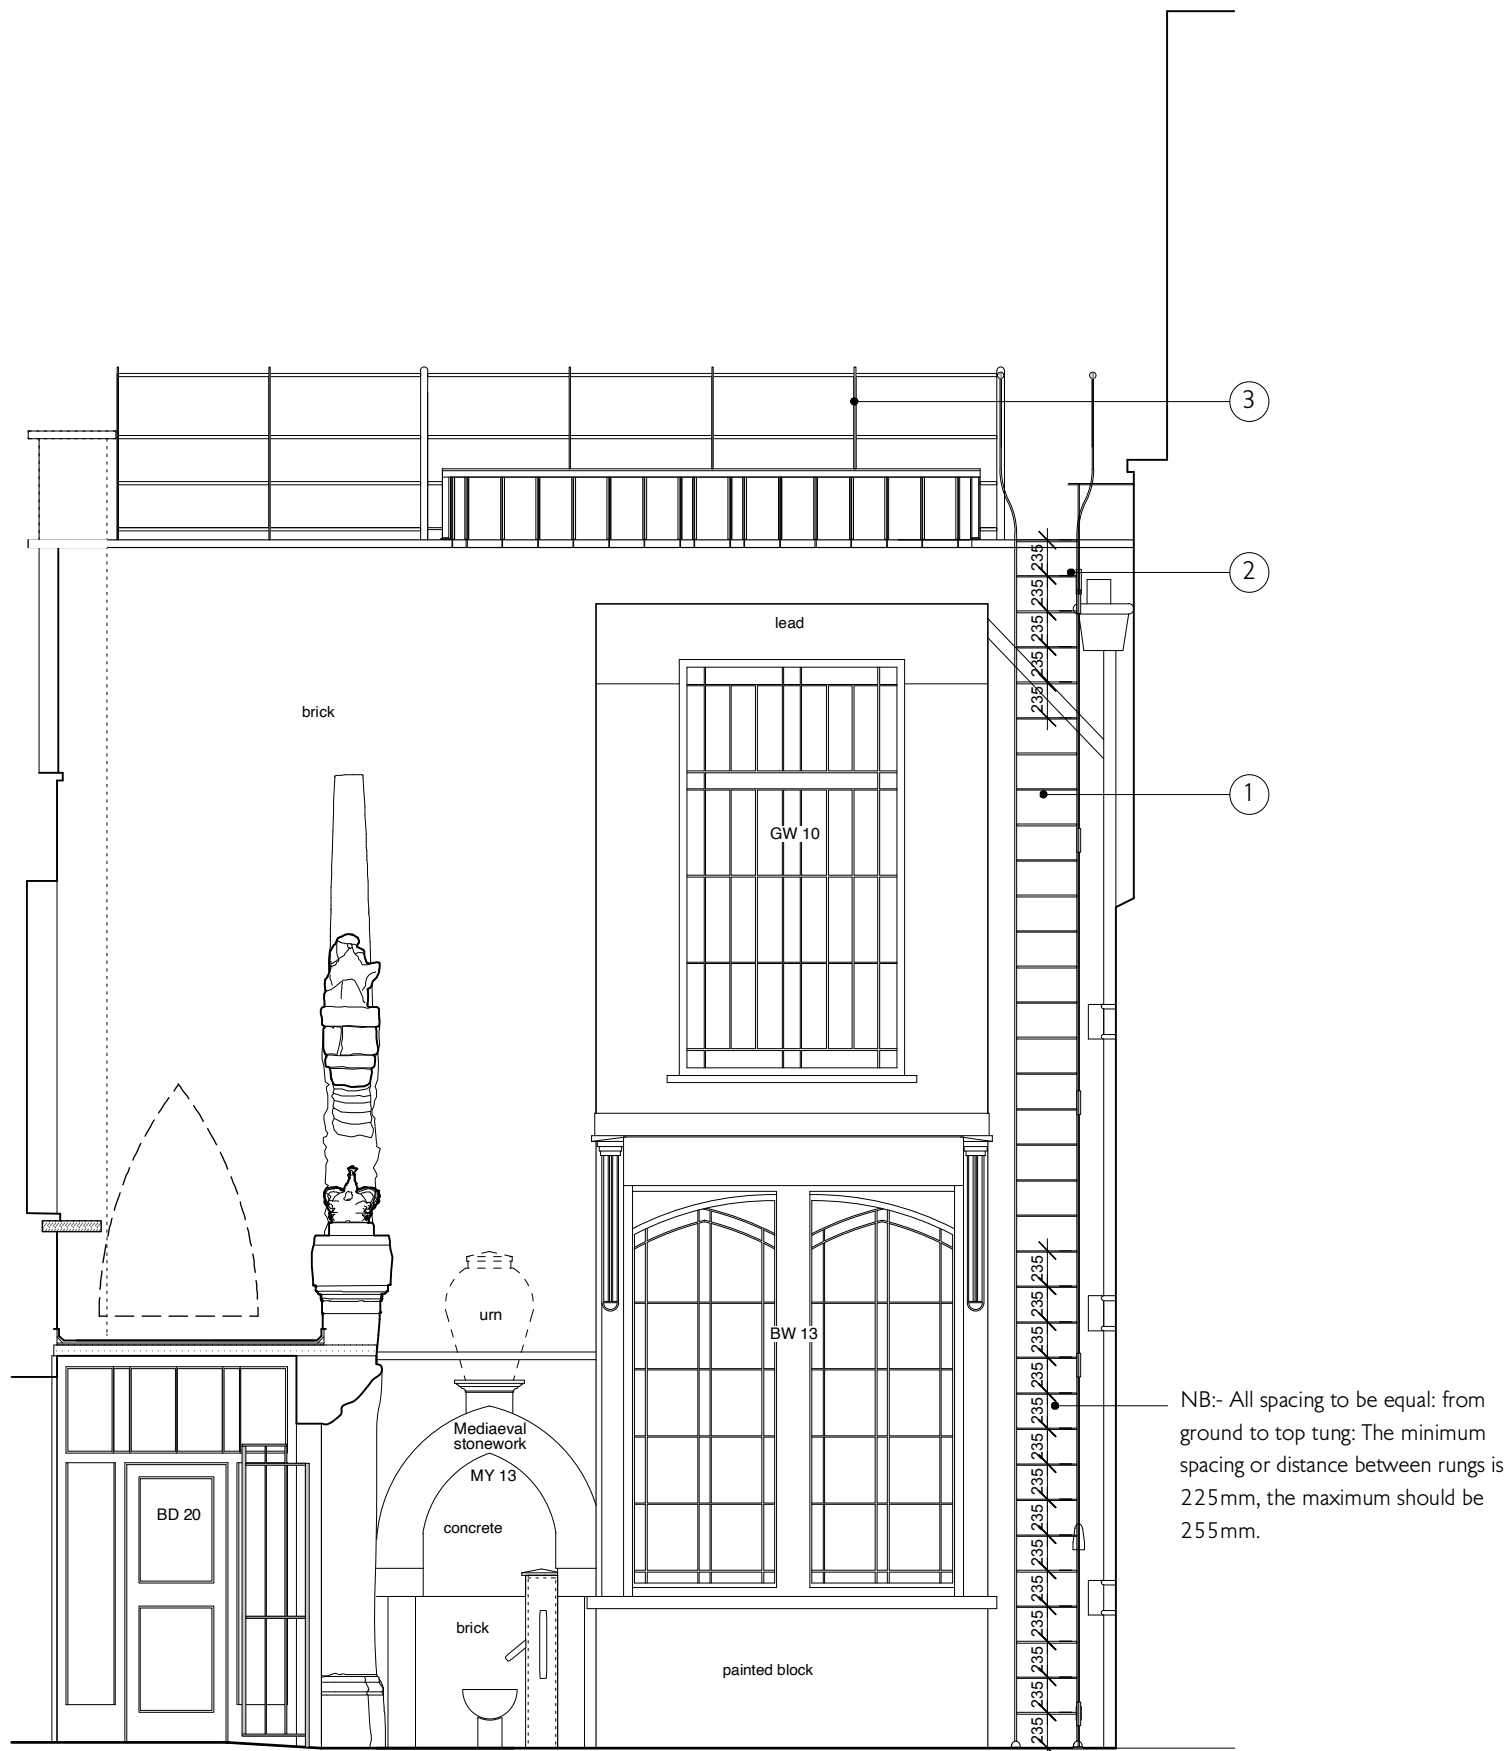 3
235
2
235
235
lead
235
235
brick
1
GW 10
235
235
urn
BW 13
235
235
NB:- All spacing to be equal: from
ground to top tung: The minimum
spacing or distance between rungs is
225mm, the maximum should be
255mm.
235
Mediaeval
stonework
235
MY 13
235
BD 20
235
concrete
235
235
235
brick
235
235
painted block
235
235